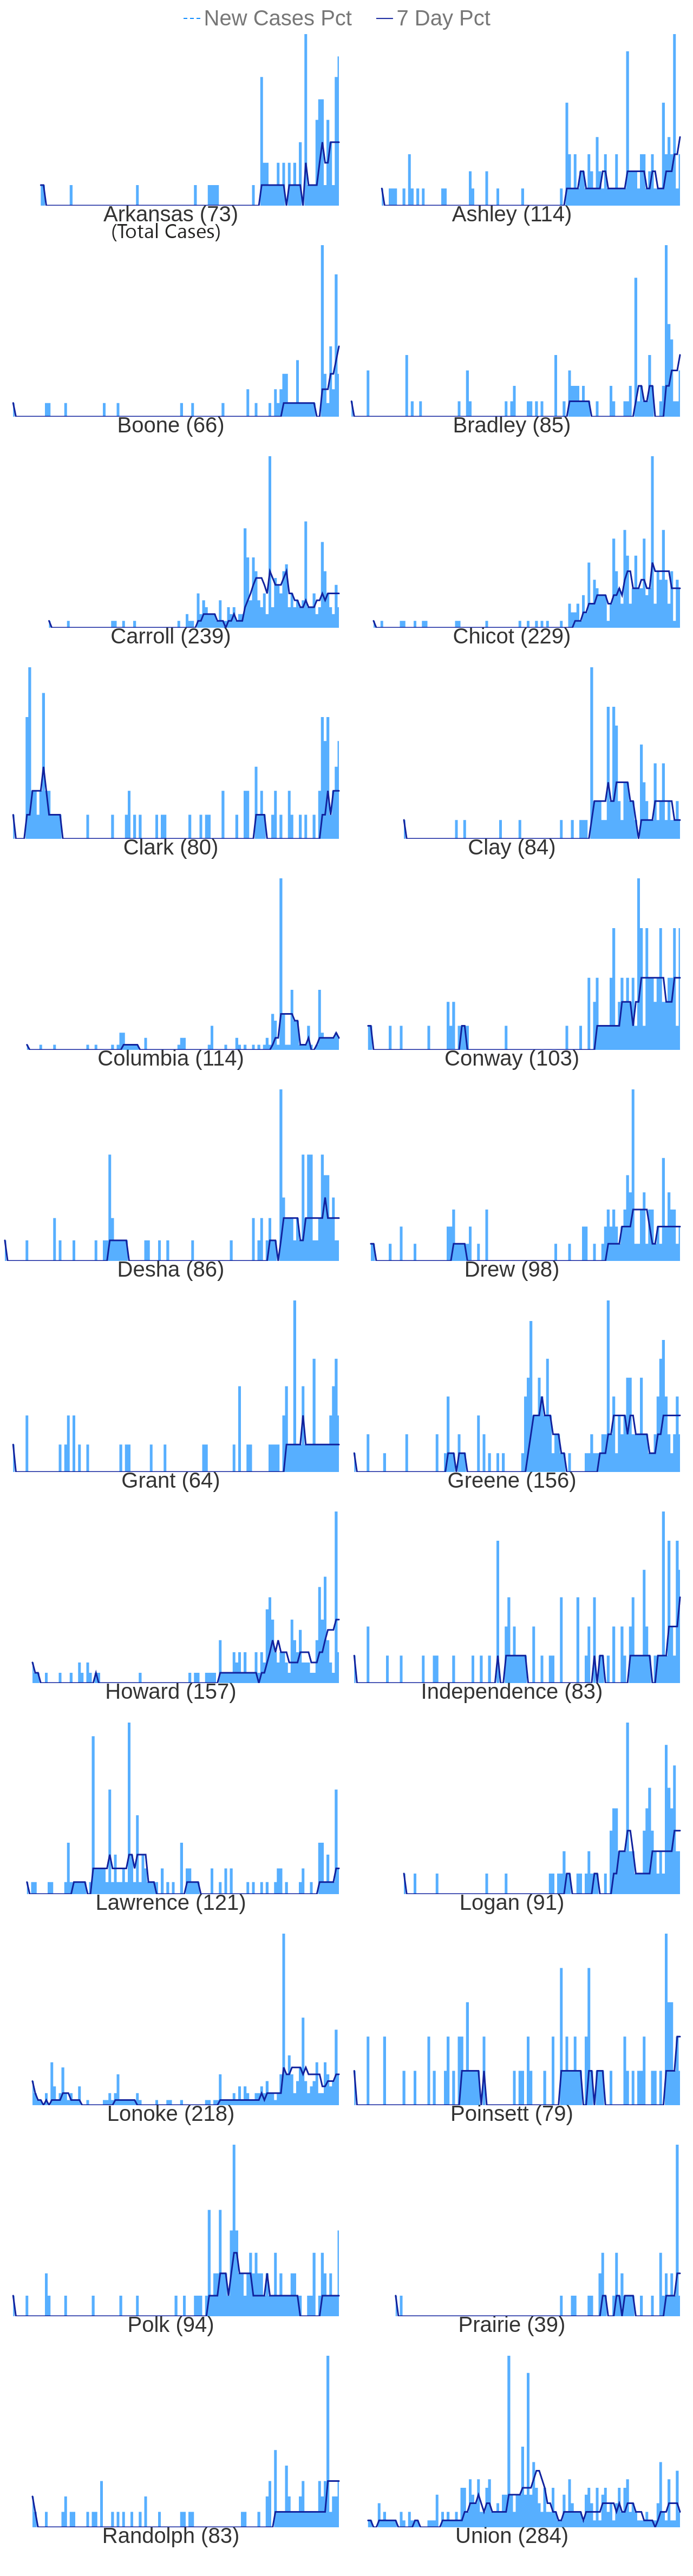 New Cases Pct 7 Day Pct
Arkansas (73) Ashley (114)
(Total Cases)
Boone (66) Bradley (85)
Carroll (239) Chicot (229)
Clark (80) Clay (84)
Columbia (114) Conway (103)
Desha (86) Drew (98)
Grant (64) Greene (156)
Howard (157) Independence (83)
Lawrence (121) Logan (91)
Lonoke (218) Poinsett (79)
Polk (94) Prairie (39)
Randolph (83) Union (284)